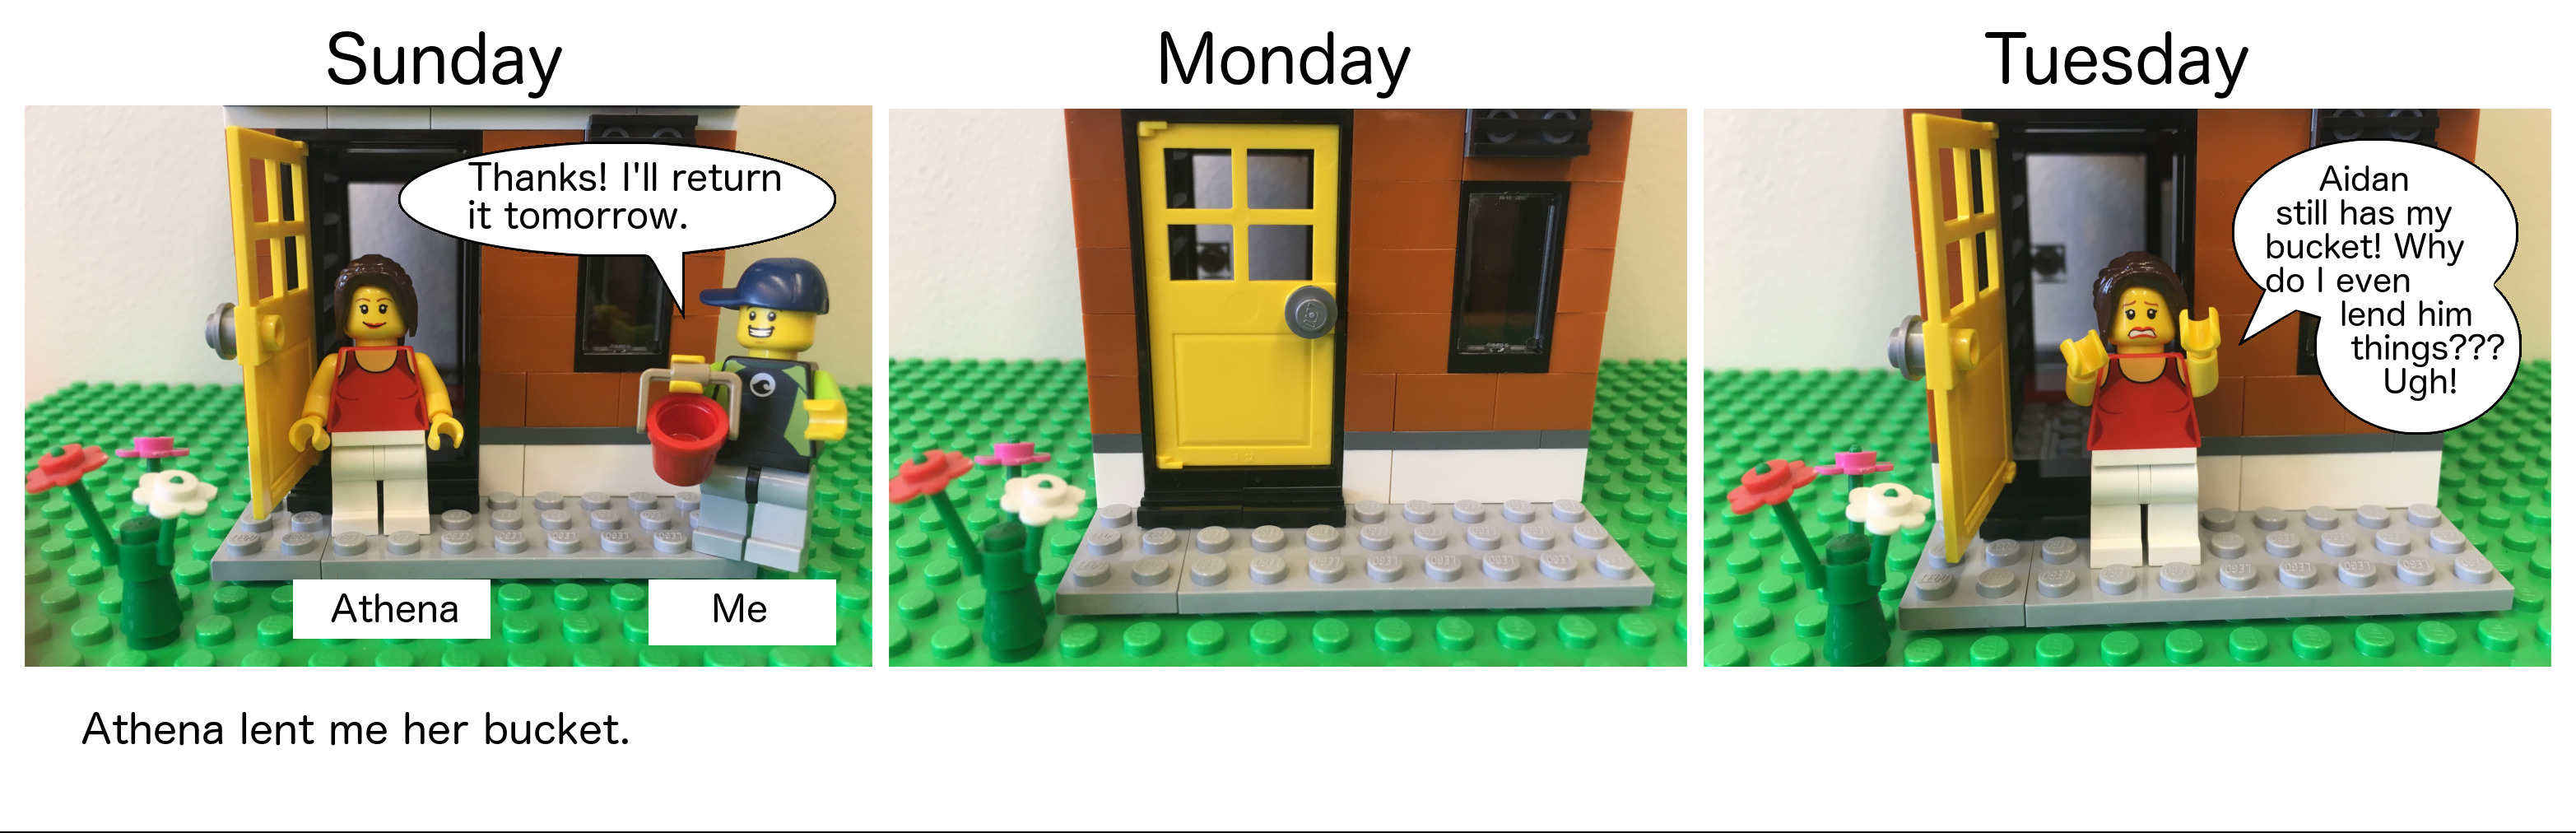 Sunday
Monday
Tuesday
Thanks! I'll return
it tomorrow.
Aidan
still has my
bucket! Why
do I even
lend him
things???
Ugh!
Athena
Me
Athena lent me her bucket.